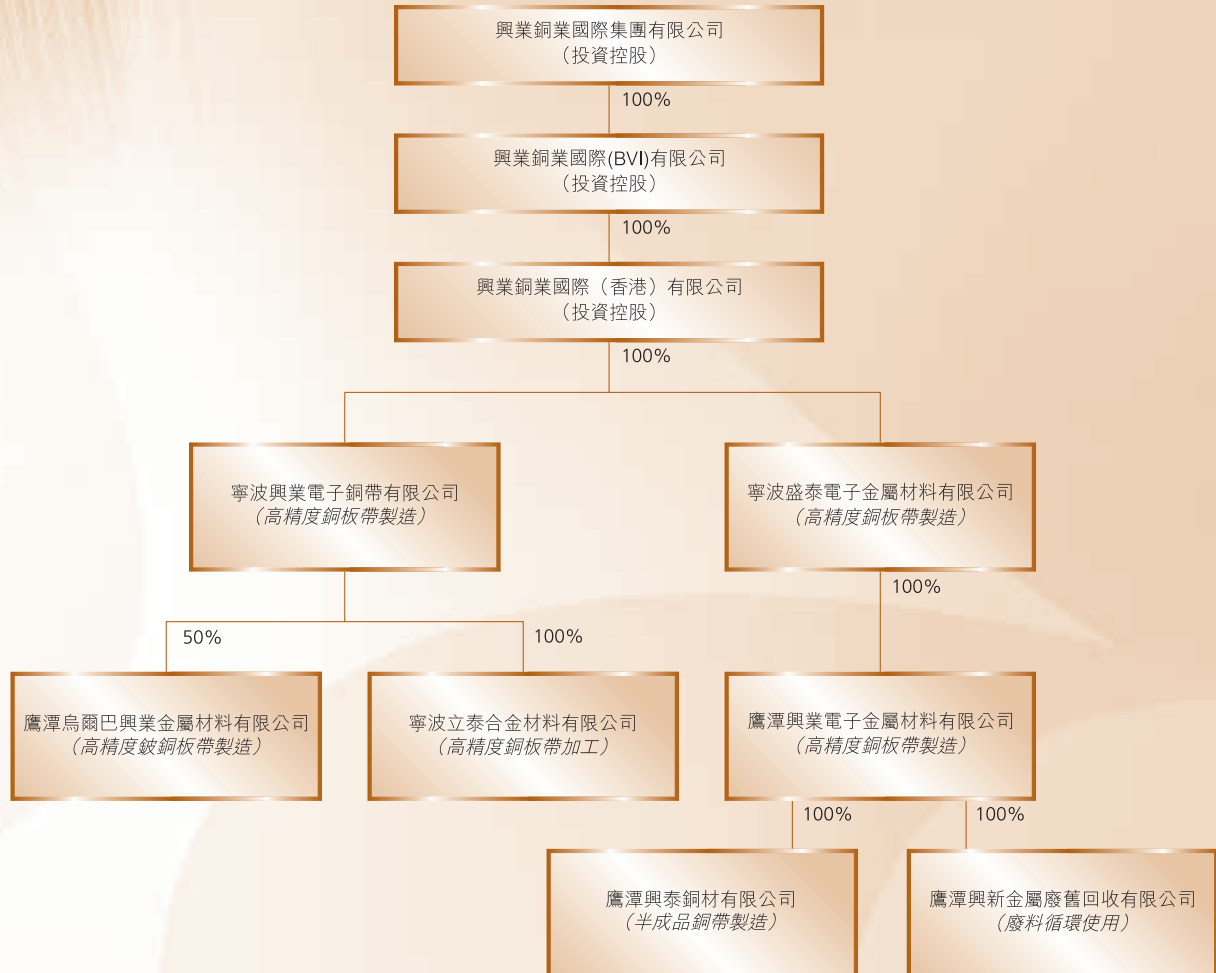 興業銅業國際集團有限公司
（投資控股）
100%
興業銅業國際(BVI)有限公司
（投資控股）
100%
興業銅業國際（香港）有限公司
（投資控股）
100%
寧波興業電子銅帶有限公司
（高精度銅板帶製造）
寧波盛泰電子金屬材料有限公司
（高精度銅板帶製造）
100%
50%
100%
鷹潭烏爾巴興業金屬材料有限公司
（高精度鈹銅板帶製造）
寧波立泰合金材料有限公司
（高精度銅板帶加工）
鷹潭興業電子金屬材料有限公司
（高精度銅板帶製造）
100%
100%
鷹潭興泰銅材有限公司
（半成品銅帶製造）
鷹潭興新金屬廢舊回收有限公司
（廢料循環使用）